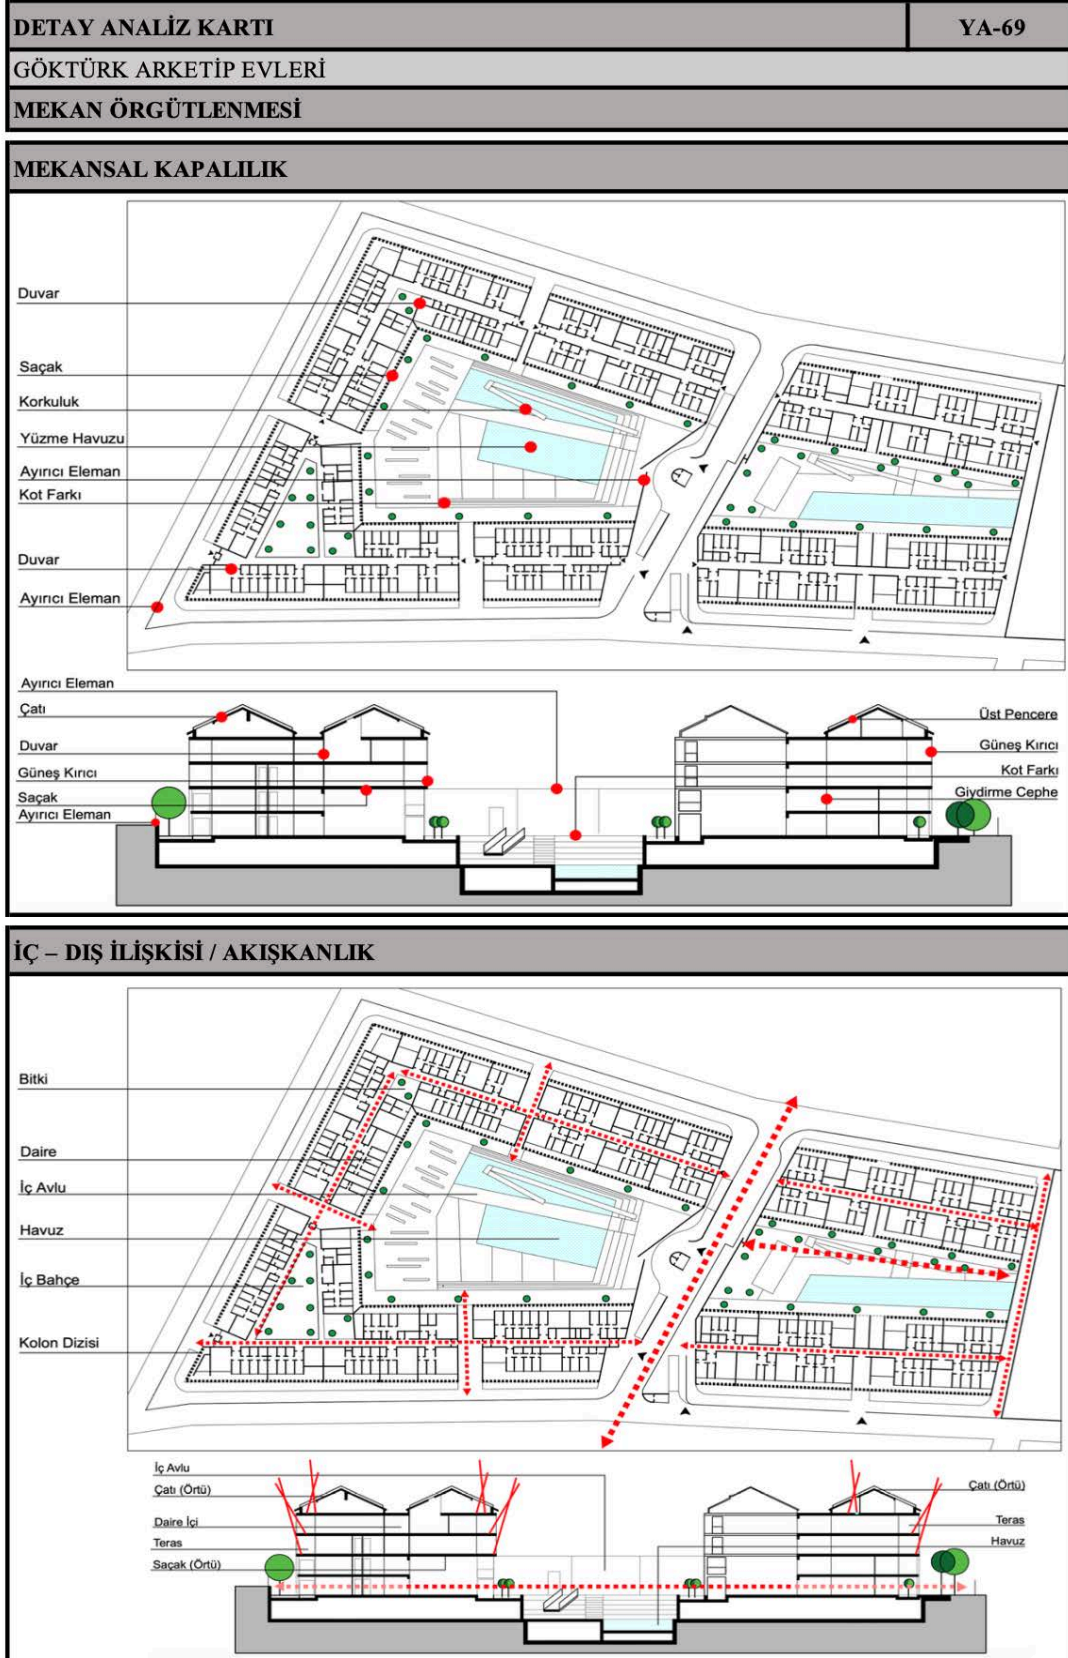 DETAY ANALİZ KARTI YA-69
GÖKTÜRK ARKETİP EVLERİ
MEKAN ÖRGÜTLENMESİ
MEKANSAL KAPALILIK
Duvar
Saçak
Korkuluk
Yüzme Havuzu
Ayırıcı Eleman
Kot Farkı
Duvar
Ayırıcı Eleman
Ayırıcı Eleman
Çatı
Duvar
Güneş Kırıcı
Saçak
Ayırıcı Eleman
Üst Pencere
Güneş Kırıcı
Kot Farkı
Giydirme Cephe
İÇ – DIŞ İLİŞKİSİ / AKIŞKANLIK
Bitki
Daire
İç Avlu
Havuz
İç Bahçe
Kolon Dizisi
İç Avlu
Çatı (Örtü)
Daire İçi
Teras
Saçak (Örtü)
Çatı (Örtü)
Teras
Havuz